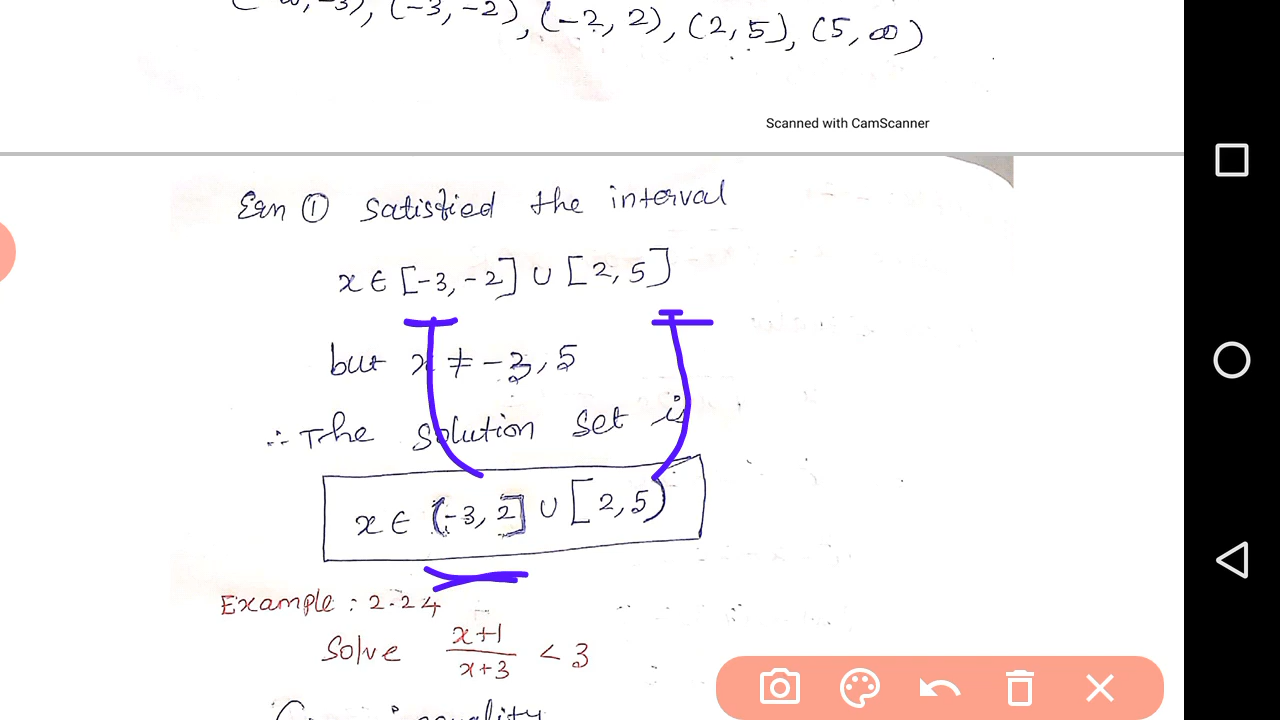 (-∞, -3), (-3, -2), (-2, 2), (2, 5), (5, ∞)
Scanned with CamScanner
Eqn ① satisfied the interval
x ∈ [-3, -2] ∪ [2, 5]
but x ≠ -3, 5
∴ The solution set is
x ∈ (-3, 2] ∪ [2, 5)
Example : 2.24
Solve x+1/x+3 < 3